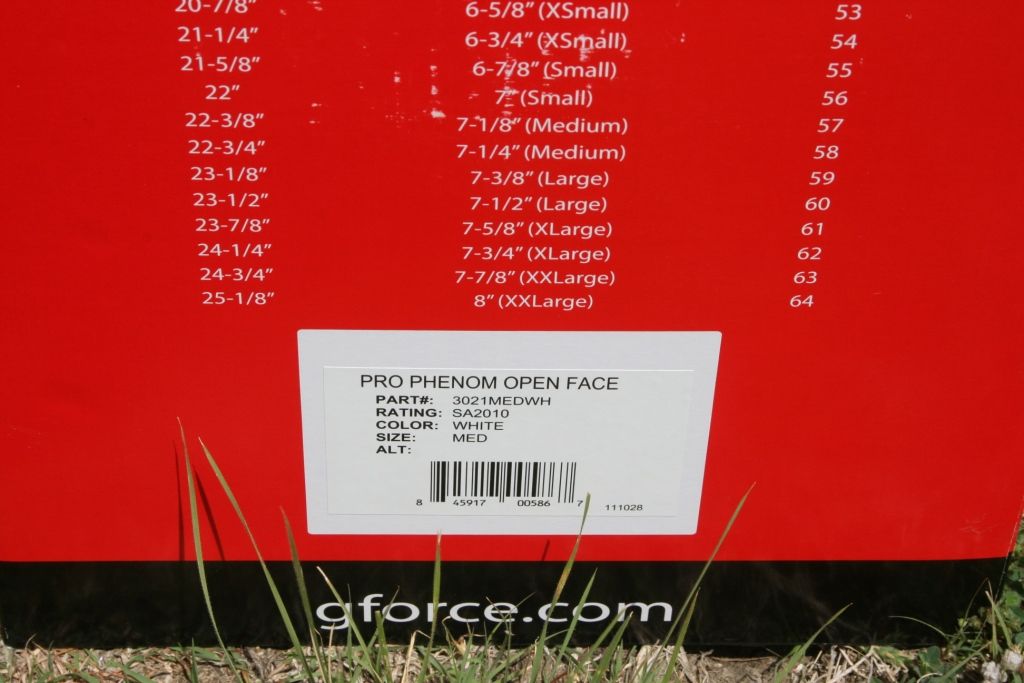 20-7/8” 6-5/8” (XSmall) 53
21-1/4” 6-3/4” (XSmall) 54
21-5/8” 6-7/8” (Small) 55
22” 7” (Small) 56
22-3/8” 7-1/8” (Medium) 57
22-3/4” 7-1/4” (Medium) 58
23-1/8” 7-3/8” (Large) 59
23-1/2” 7-1/2” (Large) 60
23-7/8” 7-5/8” (XLarge) 61
24-1/4” 7-3/4” (XLarge) 62
24-3/4” 7-7/8” (XXLarge) 63
25-1/8” 8” (XXLarge) 64
PRO PHENOM OPEN FACE
PART#: 3021MEDWH
RATING: SA2010
COLOR: WHITE
SIZE: MED
ALT:
8 45917 00586 7 111028
gforce.com